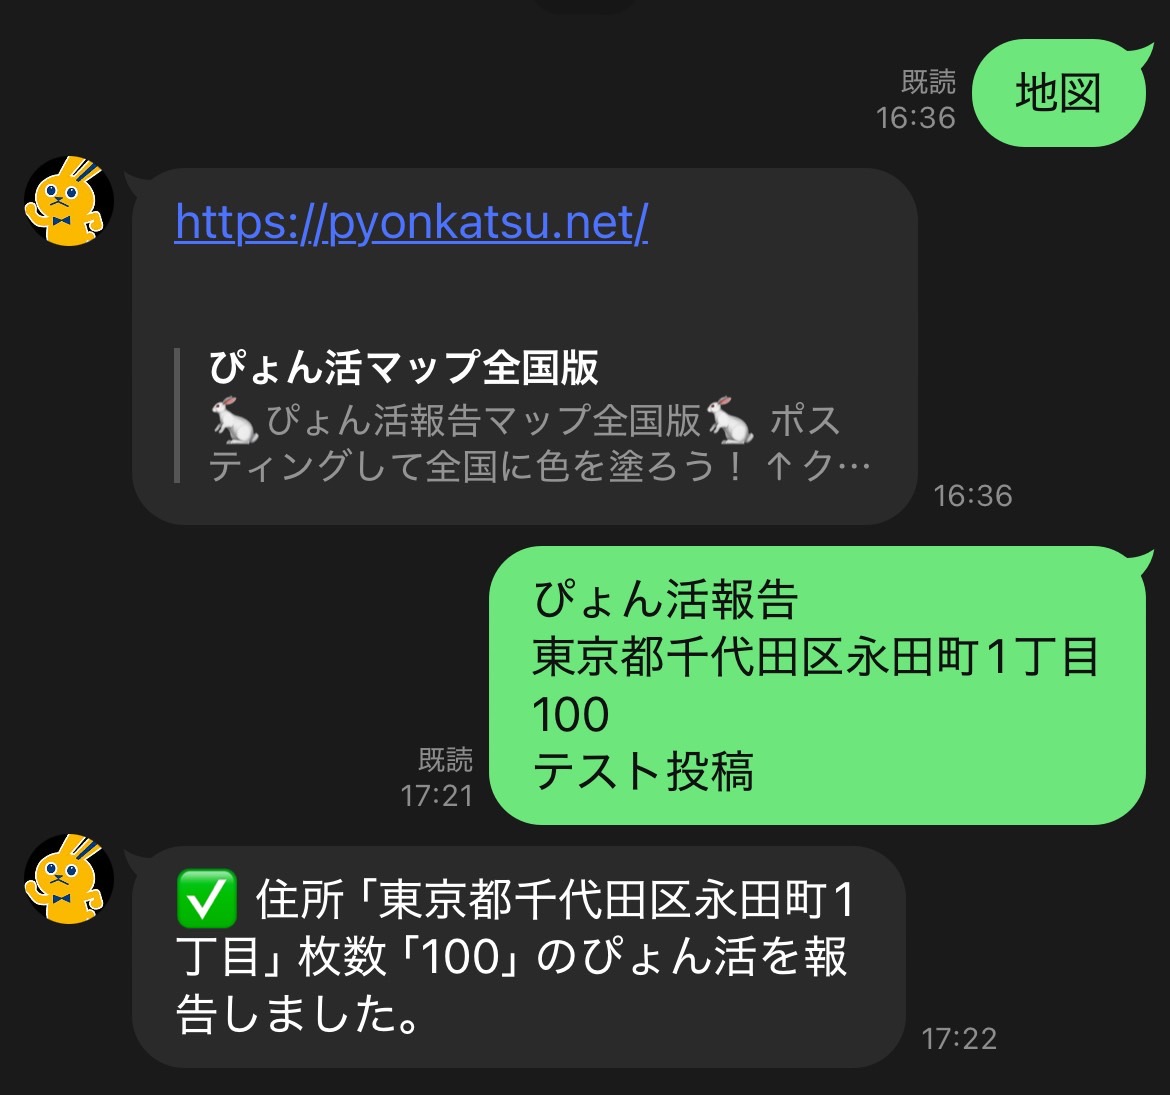 地図
既読
16:36
https://pyonkatsu.net/
ぴょん活マップ全国版
🐇ぴょん活報告マップ全国版🐇 ポス
ティングして全国に色を塗ろう！ ↑ク…
16:36
ぴょん活報告
東京都千代田区永田町1丁目
100
テスト投稿
既読
17:21
✅ 住所「東京都千代田区永田町1
丁目」枚数「100」のぴょん活を報
告しました。
17:22